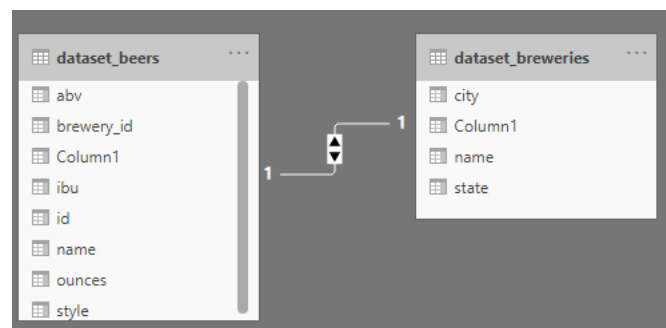 dataset_beers
abv
brewery_id
Column1
ibu
id
name
ounces
style
1
1
dataset_breweries
city
Column1
name
state